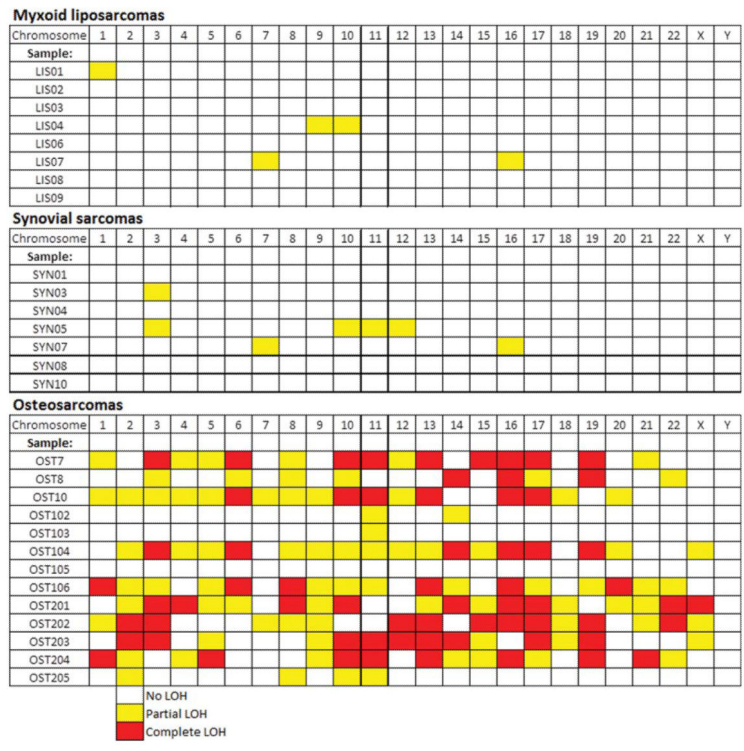 Myxoid liposarcomas
Chromosome 1 2 3 4 5 6 7 8 9 10 11 12 13 14 15 16 17 18 19 20 21 22 X Y
Sample:
LIS01
LIS02
LIS03
LIS04
LIS06
LIS07
LIS08
LIS09
Synovial sarcomas
Chromosome 1 2 3 4 5 6 7 8 9 10 11 12 13 14 15 16 17 18 19 20 21 22 X Y
Sample:
SYN01
SYN03
SYN04
SYN05
SYN07
SYN08
SYN10
Osteosarcomas
Chromosome 1 2 3 4 5 6 7 8 9 10 11 12 13 14 15 16 17 18 19 20 21 22 X Y
Sample:
OST7
OST8
OST10
OST102
OST103
OST104
OST105
OST106
OST201
OST202
OST203
OST204
OST205
No LOH
Partial LOH
Complete LOH